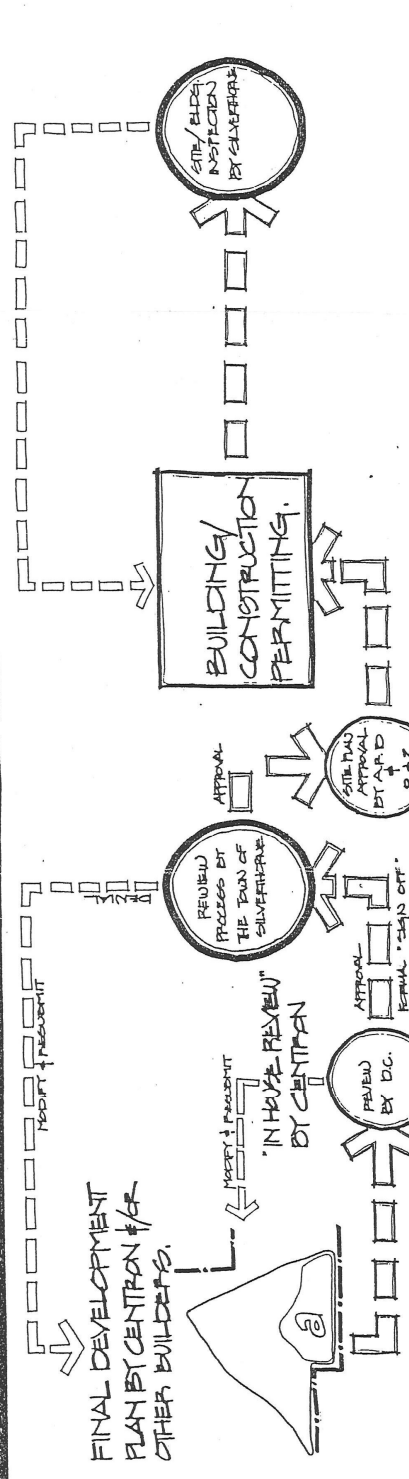 FINAL DEVELOPMENT
PLAN BY CENTRON &/OR
OTHER BUILDERS.
MODIFY & RESUBMIT
a
MODIFY & RESUBMIT
"IN HOUSE REVIEW"
BY CENTRON
REVIEW
BY D.C.
APPROVAL
FORMAL "SIGN OFF"
REVIEW
PROCESS BY
THE TOWN OF
SILVERTHORNE
APPROVAL
SITE PLAN
APPROVAL
BY A.R.D
&
BUILDING/
CONSTRUCTION
PERMITTING.
SITE/BLDG.
INSPECTION
BY SILVERTHORNE